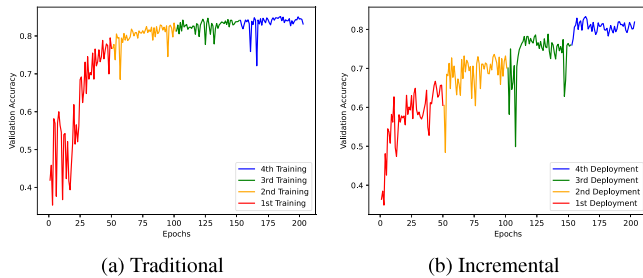 Validation Accuracy
0.8
0.7
0.6
0.5
0.4
0
25
50
75
100
125
150
175
200
Epochs
4th Training
3rd Training
2nd Training
1st Training
(a) Traditional
Validation Accuracy
0.8
0.7
0.6
0.5
0.4
0
25
50
75
100
125
150
175
200
Epochs
4th Deployment
3rd Deployment
2nd Deployment
1st Deployment
(b) Incremental